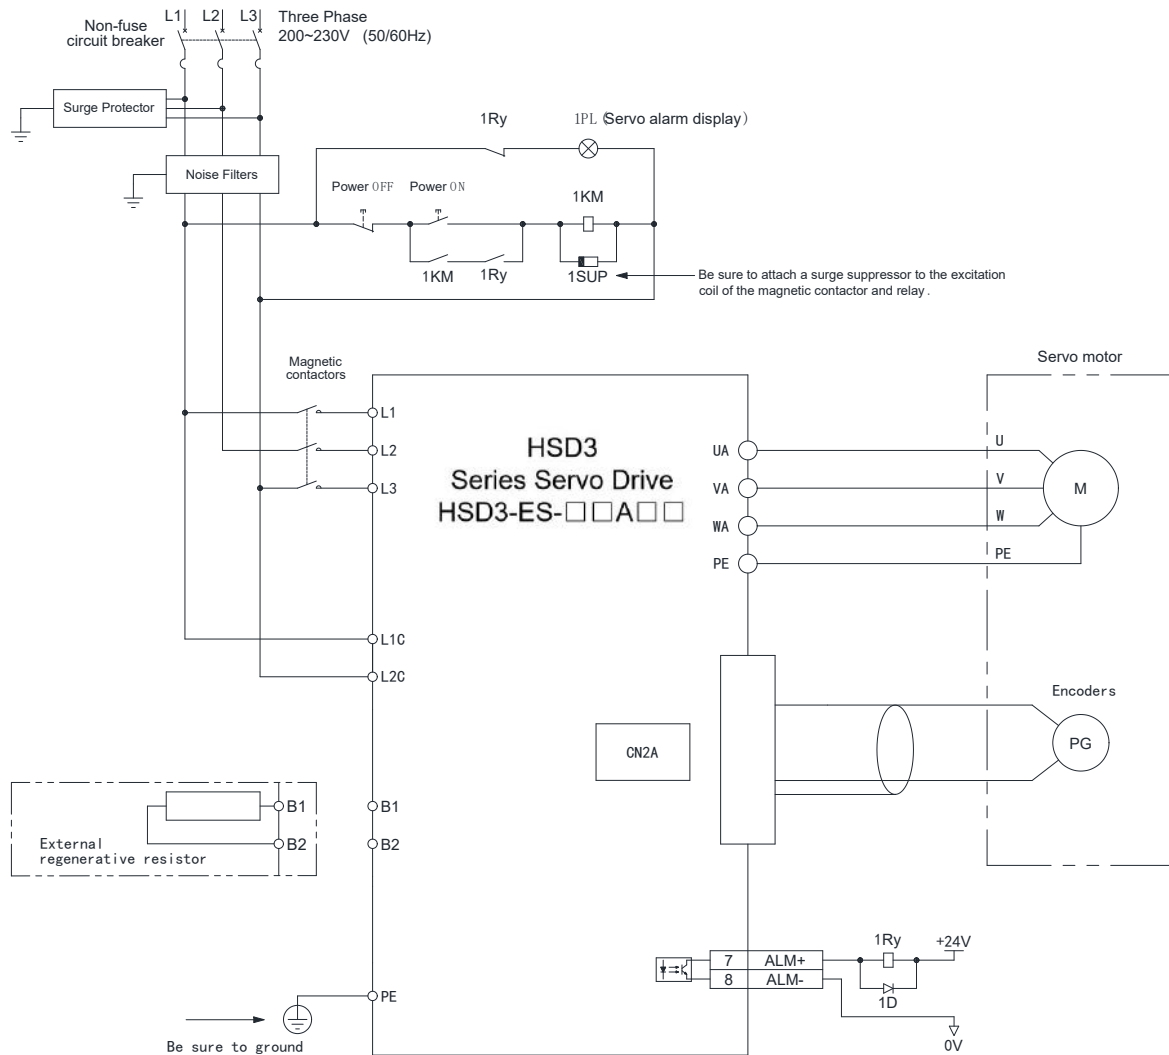 L1 L2 L3 Three Phase
Non-fuse
circuit breaker
200~230V (50/60Hz)
Surge Protector
1Ry 1PL (Servo alarm display)
Noise Filters
Power OFF Power ON
1KM
1KM 1Ry 1SUP
Be sure to attach a surge suppressor to the excitation
coil of the magnetic contactor and relay.
Magnetic
contactors
Servo motor
L1
L2
L3
HSD3
Series Servo Drive
HSD3-ES-□□A□□
UA U
VA V
WA W
PE PE
M
L1C
L2C
Encoders
CN2A
PG
B1
B2
External
regenerative resistor
B1
B2
1Ry +24V
7 ALM+
8 ALM-
1D
0V
PE
Be sure to ground